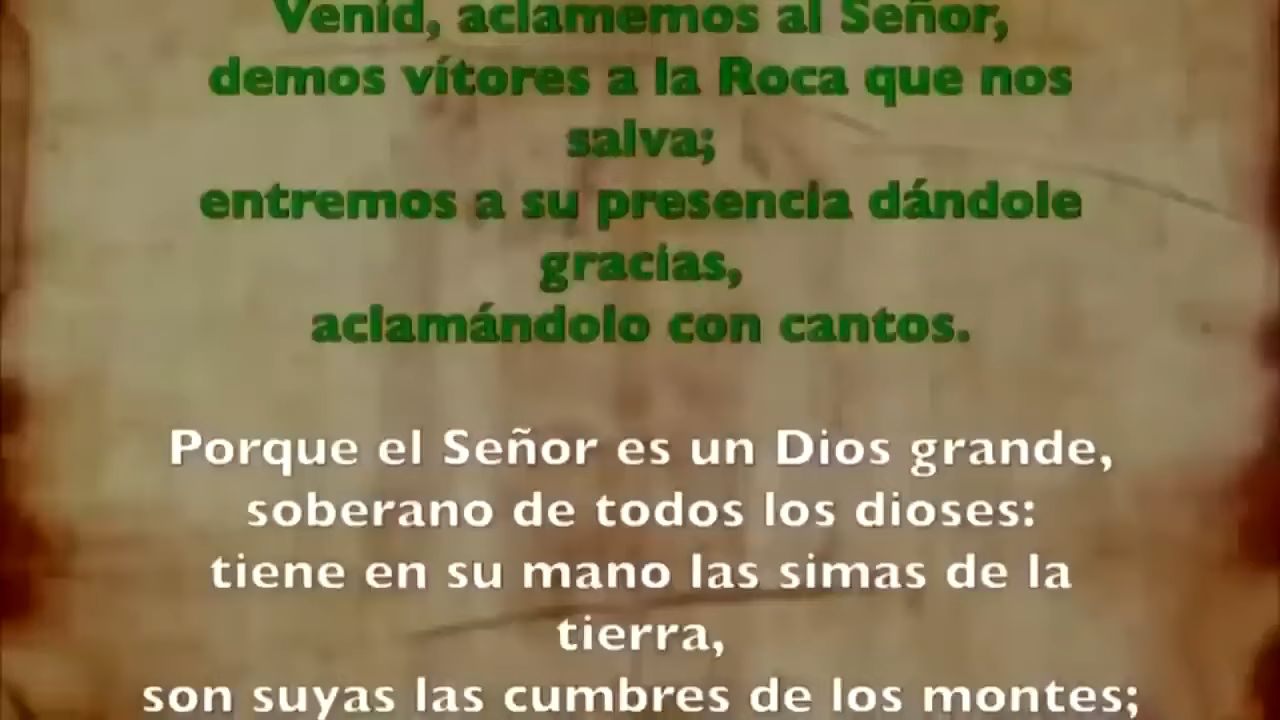 Venid, aclamemos al Señor,
demos vítores a la Roca que nos
salva;
entremos a su presencia dándole
gracias,
aclamándolo con cantos.
Porque el Señor es un Dios grande,
soberano de todos los dioses:
tiene en su mano las simas de la
tierra,
son suyas las cumbres de los montes;